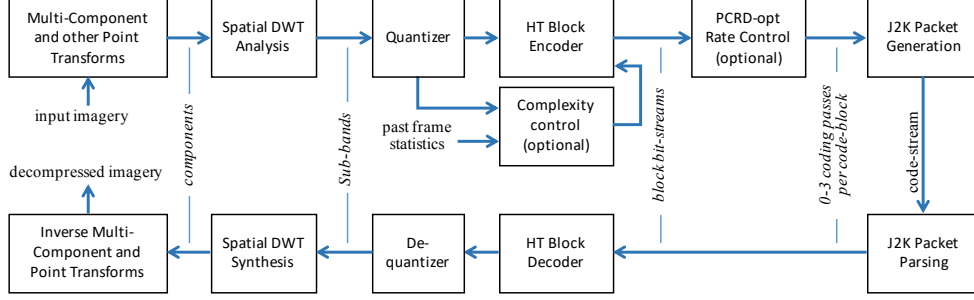 Multi-Component
and other Point
Transforms
Spatial DWT
Analysis
Quantizer
HT Block
Encoder
PCRD-opt
Rate Control
(optional)
J2K Packet
Generation
input imagery
past frame
statistics
Complexity
control
(optional)
components
Sub-bands
block bit-streams
0-3 coding passes
per code-block
code-stream
decompressed imagery
Inverse Multi-
Component and
Point Transforms
Spatial DWT
Synthesis
De-
quantizer
HT Block
Decoder
J2K Packet
Parsing